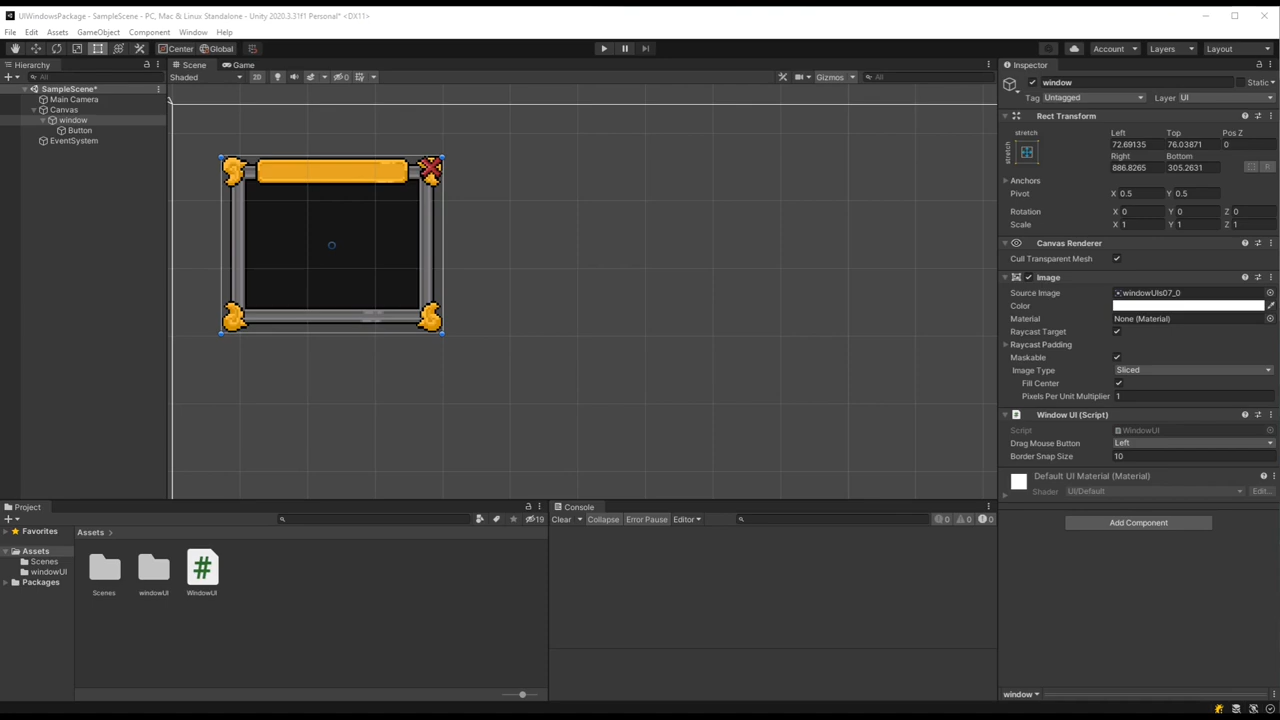 UIWindowsPackage - SampleScene - PC, Mac & Linux Standalone - Unity 2020.3.31f1 Personal* <DX11>
File Edit Assets GameObject Component Window Help
Center Global Account Layers Layout
Hierarchy
All
SampleScene*
Main Camera
Canvas
window
Button
EventSystem
Scene Game
Shaded 2D 0 Gizmos All
Inspector
window Static
Tag Untagged Layer UI
Rect Transform
stretch Left Top Pos Z
stretch 72.69135 76.03871 0
Right Bottom
886.8265 305.2631 R
Anchors
Pivot X 0.5 Y 0.5
Rotation X 0 Y 0 Z 0
Scale X 1 Y 1 Z 1
Canvas Renderer
Cull Transparent Mesh
Image
Source Image windowUIs07_0
Color
Material None (Material)
Raycast Target
Raycast Padding
Maskable
Image Type Sliced
Fill Center
Pixels Per Unit Multiplier 1
Window UI (Script)
Script WindowUI
Drag Mouse Button Left
Border Snap Size 10
Default UI Material (Material)
Shader UI/Default Edit...
Add Component
window
Project
19
Favorites
Assets
Scenes
windowUI
Packages
Assets
Scenes windowUI WindowUI
Console
Clear Collapse Error Pause Editor 0 0 0